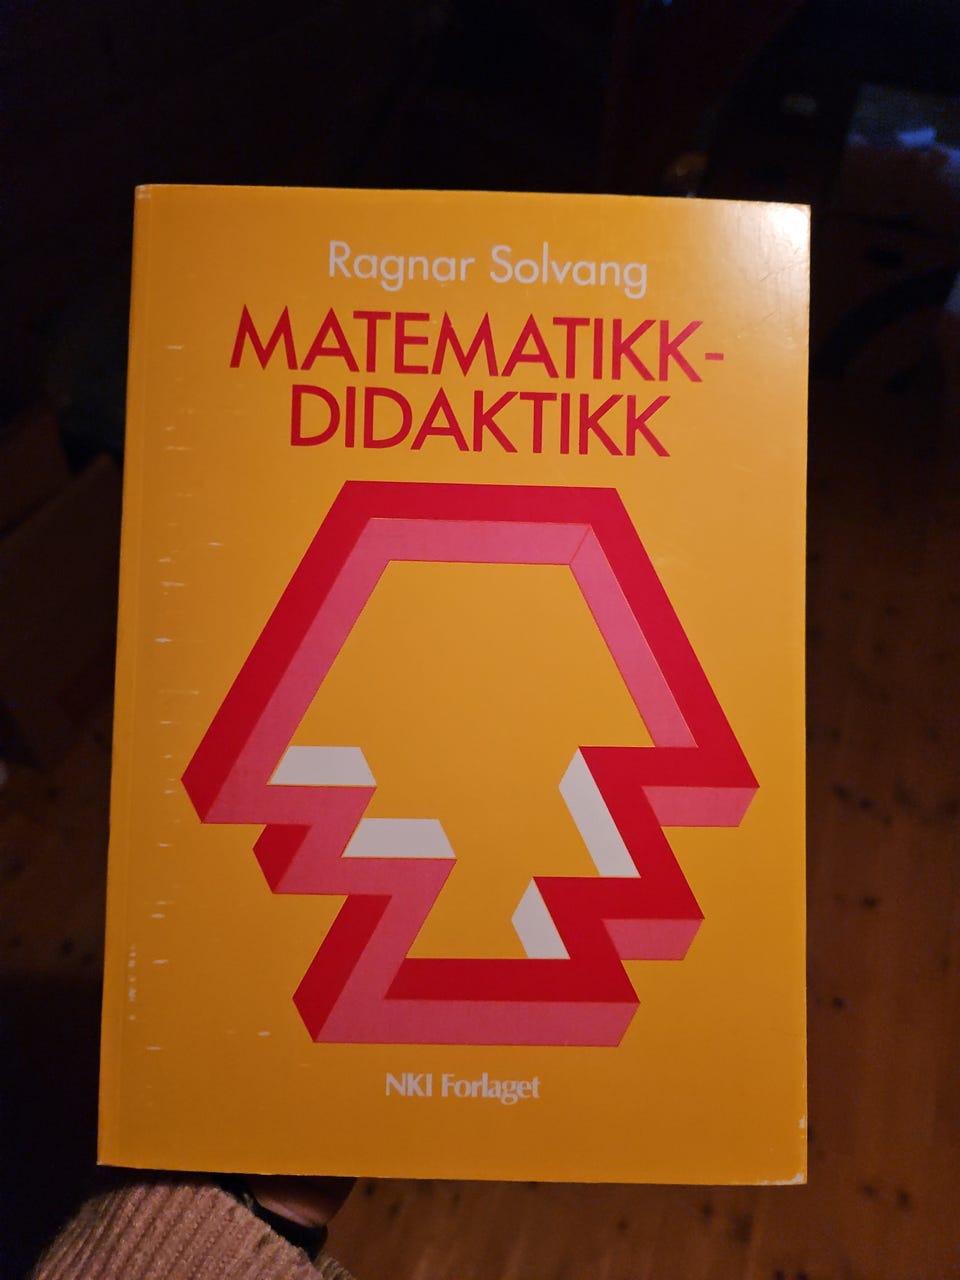 Ragnar Solvang
MATEMATIKK-
DIDAKTIKK
NKI Forlaget